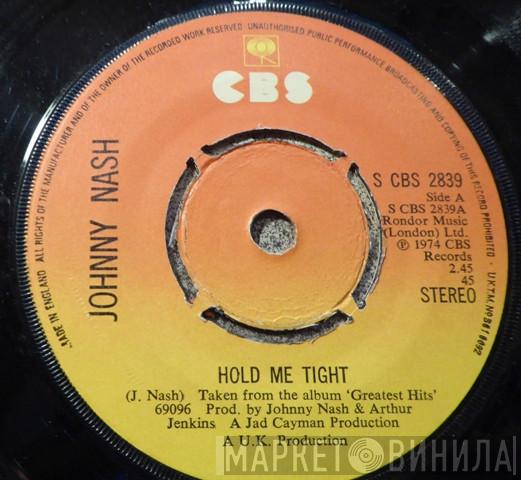 ALL RIGHTS OF THE MANUFACTURER AND OF THE OWNER OF THE RECORDED WORK RESERVED · UNAUTHORISED PUBLIC PERFORMANCE BROADCASTING AND COPYING OF THIS RECORD PROHIBITED ·
MADE IN ENGLAND
CBS
JOHNNY NASH
S CBS 2839
Side A
S CBS 2839A
Rondor Music
(London) Ltd.
℗ 1974 CBS
Records
2.45
45
STEREO
HOLD ME TIGHT
(J. Nash) Taken from the album 'Greatest Hits'
69096 Prod. by Johnny Nash & Arthur
Jenkins A Jad Cayman Production
A U.K. Production
МАРКЕТ ВИНИЛА